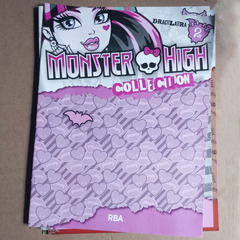 DRACULAURA
2
MONSTER HIGH
COLLECTION
RBA